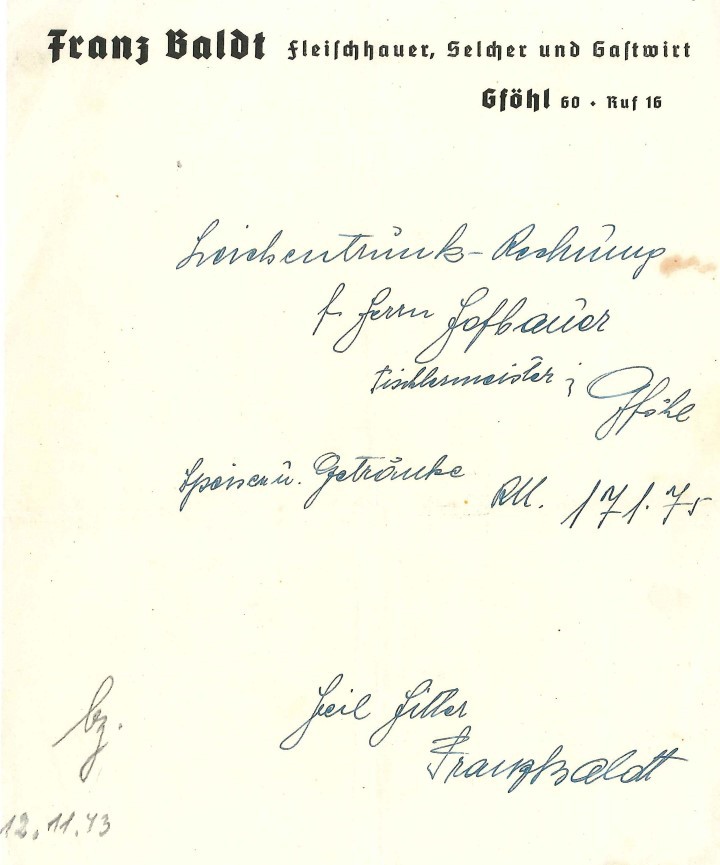 Franz Baldt Fleischhauer, Selcher und Gastwirt
Gföhl 60 • Ruf 16
Leichentrunk-Rechnung
f. Herrn Hofbauer
Tischlermeister; Gföhl
Speisen u. Getränke RM. 171.75
Heil Hitler
Franz Baldt
bz.
12.11.43